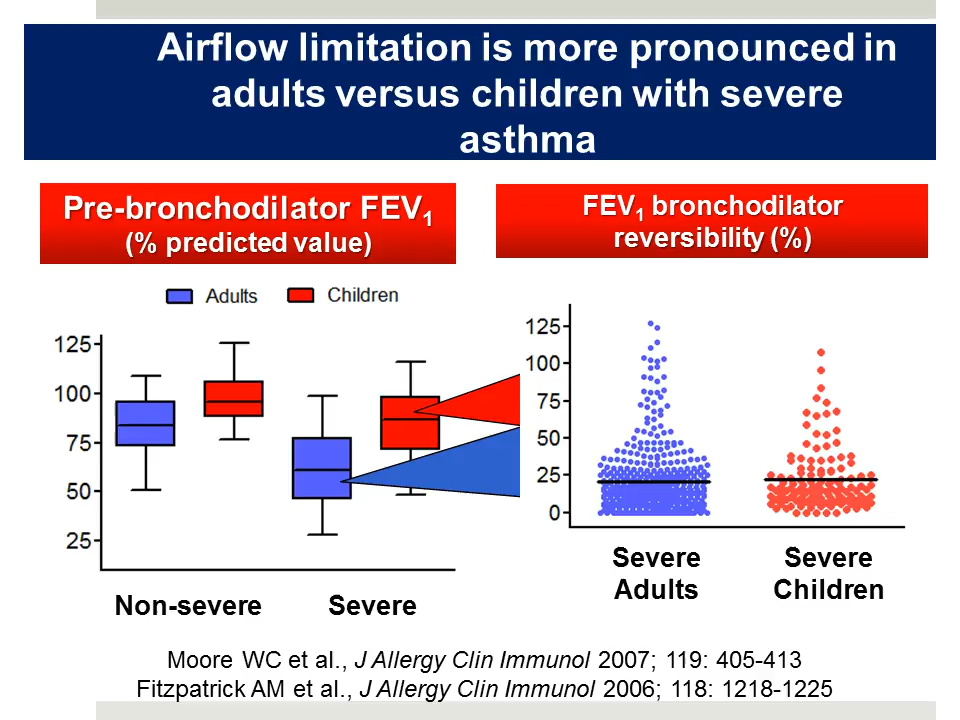 Airflow limitation is more pronounced in
adults versus children with severe
asthma
Pre-bronchodilator FEV1
(% predicted value)
FEV1 bronchodilator
reversibility (%)
Adults
Children
125
100
75
50
25
Non-severe
Severe
125
100
75
50
25
0
Severe
Adults
Severe
Children
Moore WC et al., J Allergy Clin Immunol 2007; 119: 405-413
Fitzpatrick AM et al., J Allergy Clin Immunol 2006; 118: 1218-1225